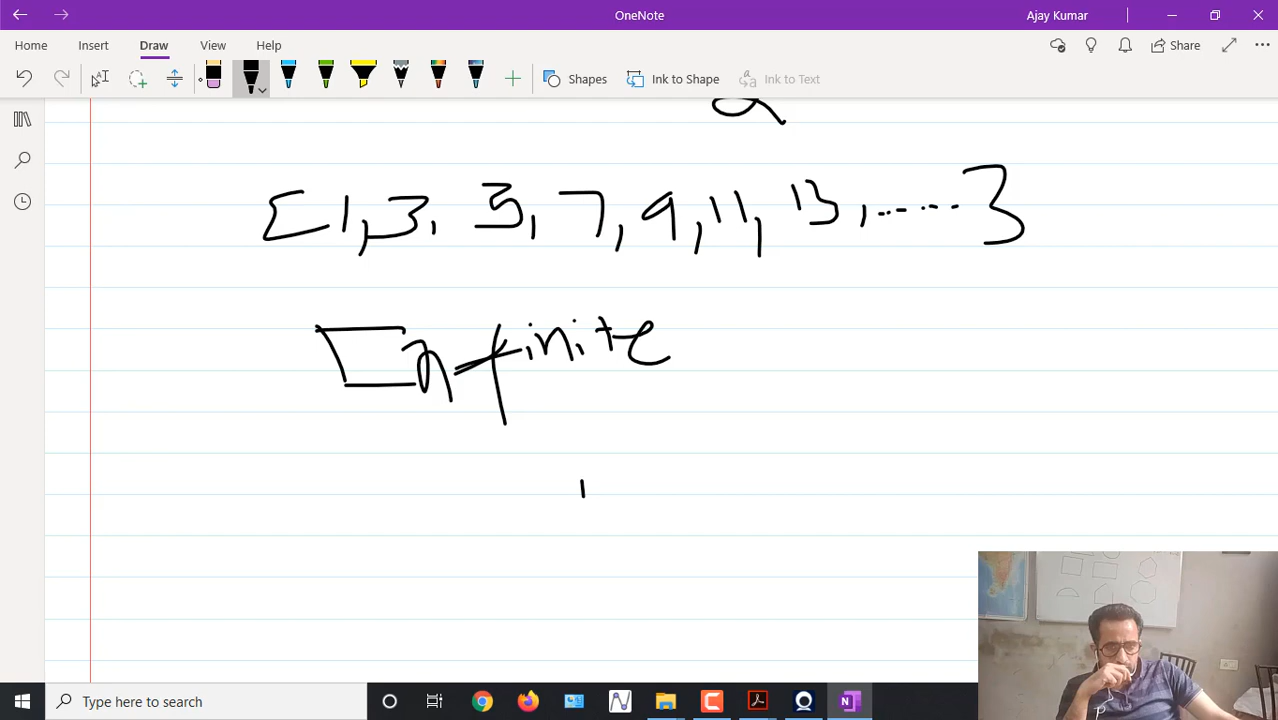 OneNote
Ajay Kumar
Home Insert Draw View Help
Share
Shapes Ink to Shape Ink to Text
[1, 3, 5, 7, 9, 11, 13, ........ }
finite
Type here to search